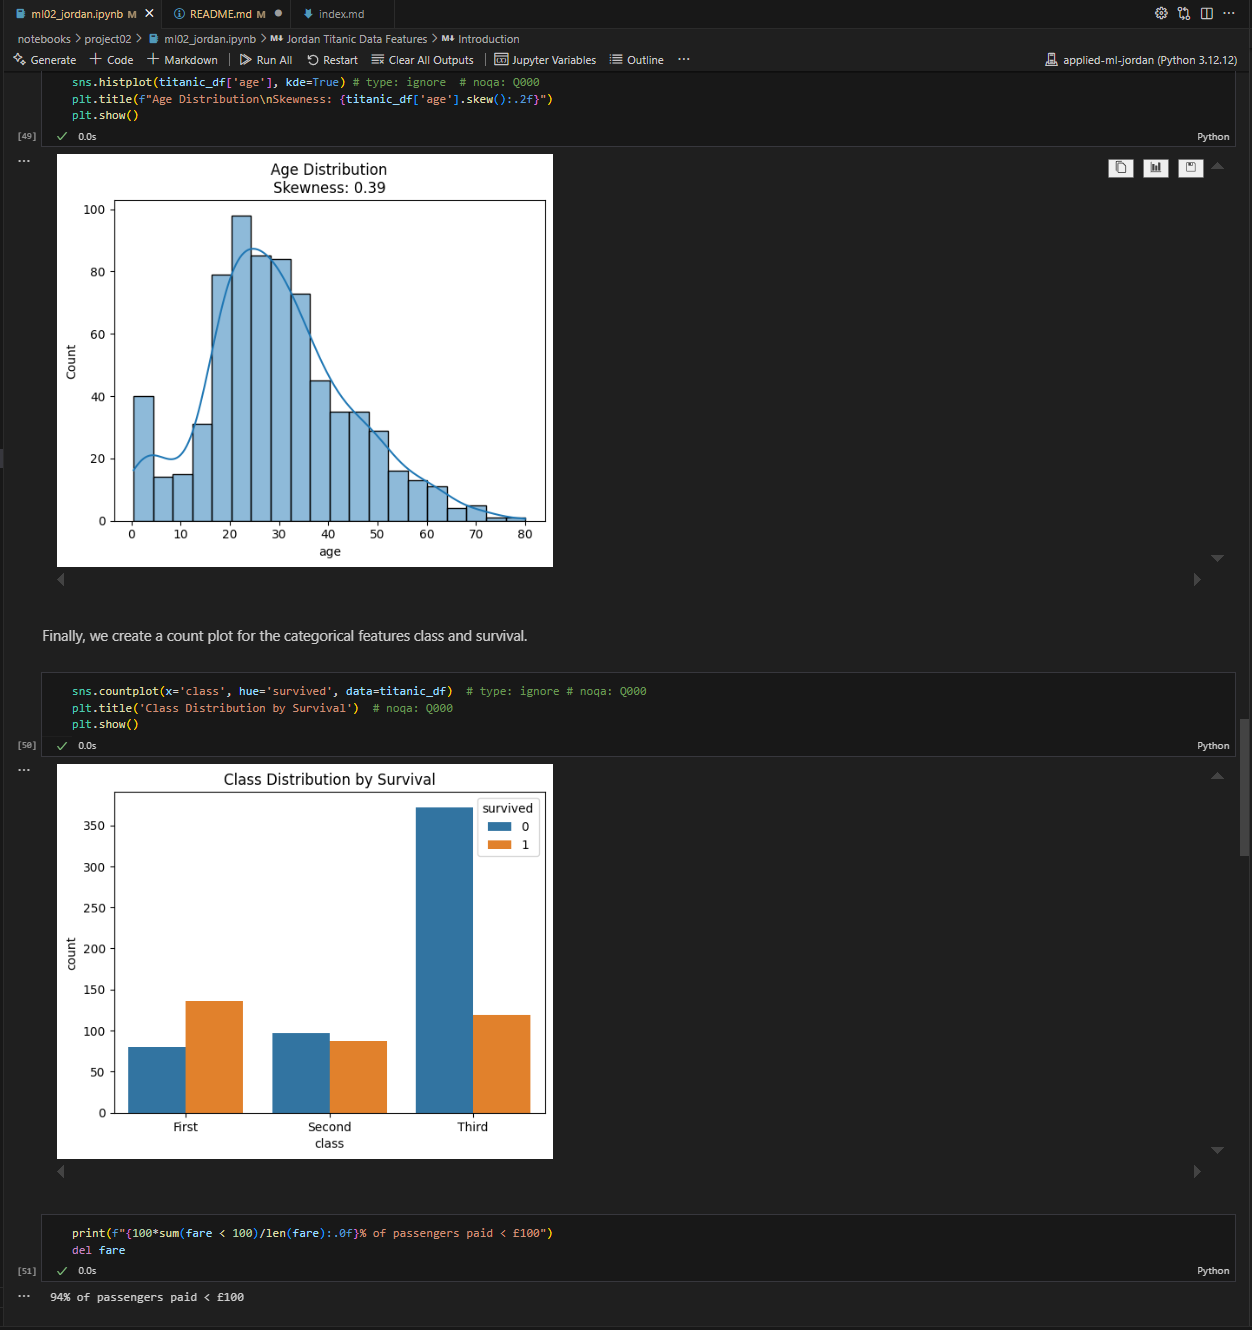 ml02_jordan.ipynb M README.md M index.md
notebooks > project02 > ml02_jordan.ipynb > M↓ Jordan Titanic Data Features > M↓ Introduction
Generate + Code + Markdown | Run All Restart Clear All Outputs | Jupyter Variables Outline ... applied-ml-jordan (Python 3.12.12)
sns.histplot(titanic_df['age'], kde=True) # type: ignore  # noqa: Q000
plt.title(f"Age Distribution\nSkewness: {titanic_df['age'].skew():.2f}")
plt.show()
[49] ✓ 0.0s Python
...
Age Distribution
Skewness: 0.39
100
80
60
40
20
0
Count
0 10 20 30 40 50 60 70 80
age
Finally, we create a count plot for the categorical features class and survival.
sns.countplot(x='class', hue='survived', data=titanic_df)  # type: ignore # noqa: Q000
plt.title('Class Distribution by Survival')  # noqa: Q000
plt.show()
[50] ✓ 0.0s Python
...
Class Distribution by Survival
survived
0
1
350
300
250
200
150
100
50
0
count
First Second Third
class
print(f"{100*sum(fare < 100)/len(fare):.0f}% of passengers paid < £100")
del fare
[51] ✓ 0.0s Python
... 94% of passengers paid < £100